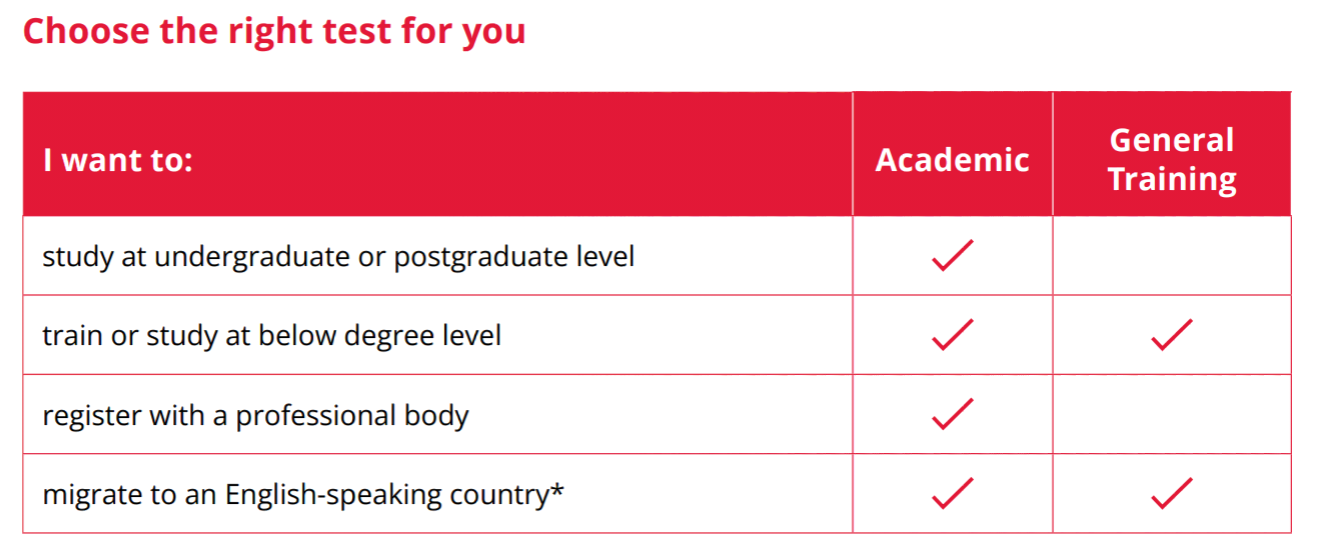 Choose the right test for you
I want to:
Academic
General
Training
study at undergraduate or postgraduate level
train or study at below degree level
register with a professional body
migrate to an English-speaking country*